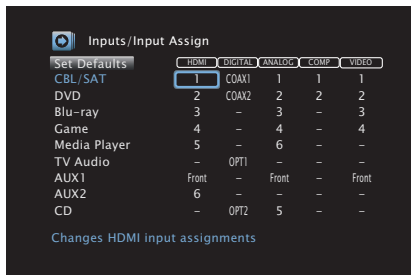 Inputs/Input Assign
Set Defaults HDMI DIGITAL ANALOG COMP VIDEO
CBL/SAT 1 COAX1 1 1 1
DVD 2 COAX2 2 2 2
Blu-ray 3 – 3 – 3
Game 4 – 4 – 4
Media Player 5 – 6 – –
TV Audio – OPT1 – – –
AUX1 Front – Front – Front
AUX2 6 – – – –
CD – OPT2 5 – –
Changes HDMI input assignments